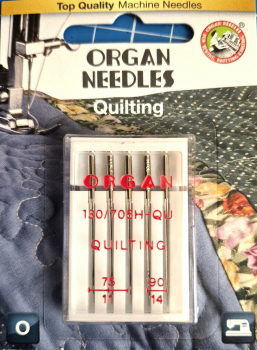 Top Quality Machine Needles
ORGAN
NEEDLES
Quilting
ORGAN
130/705H-QU
QUILTING
75 90
11 14
O